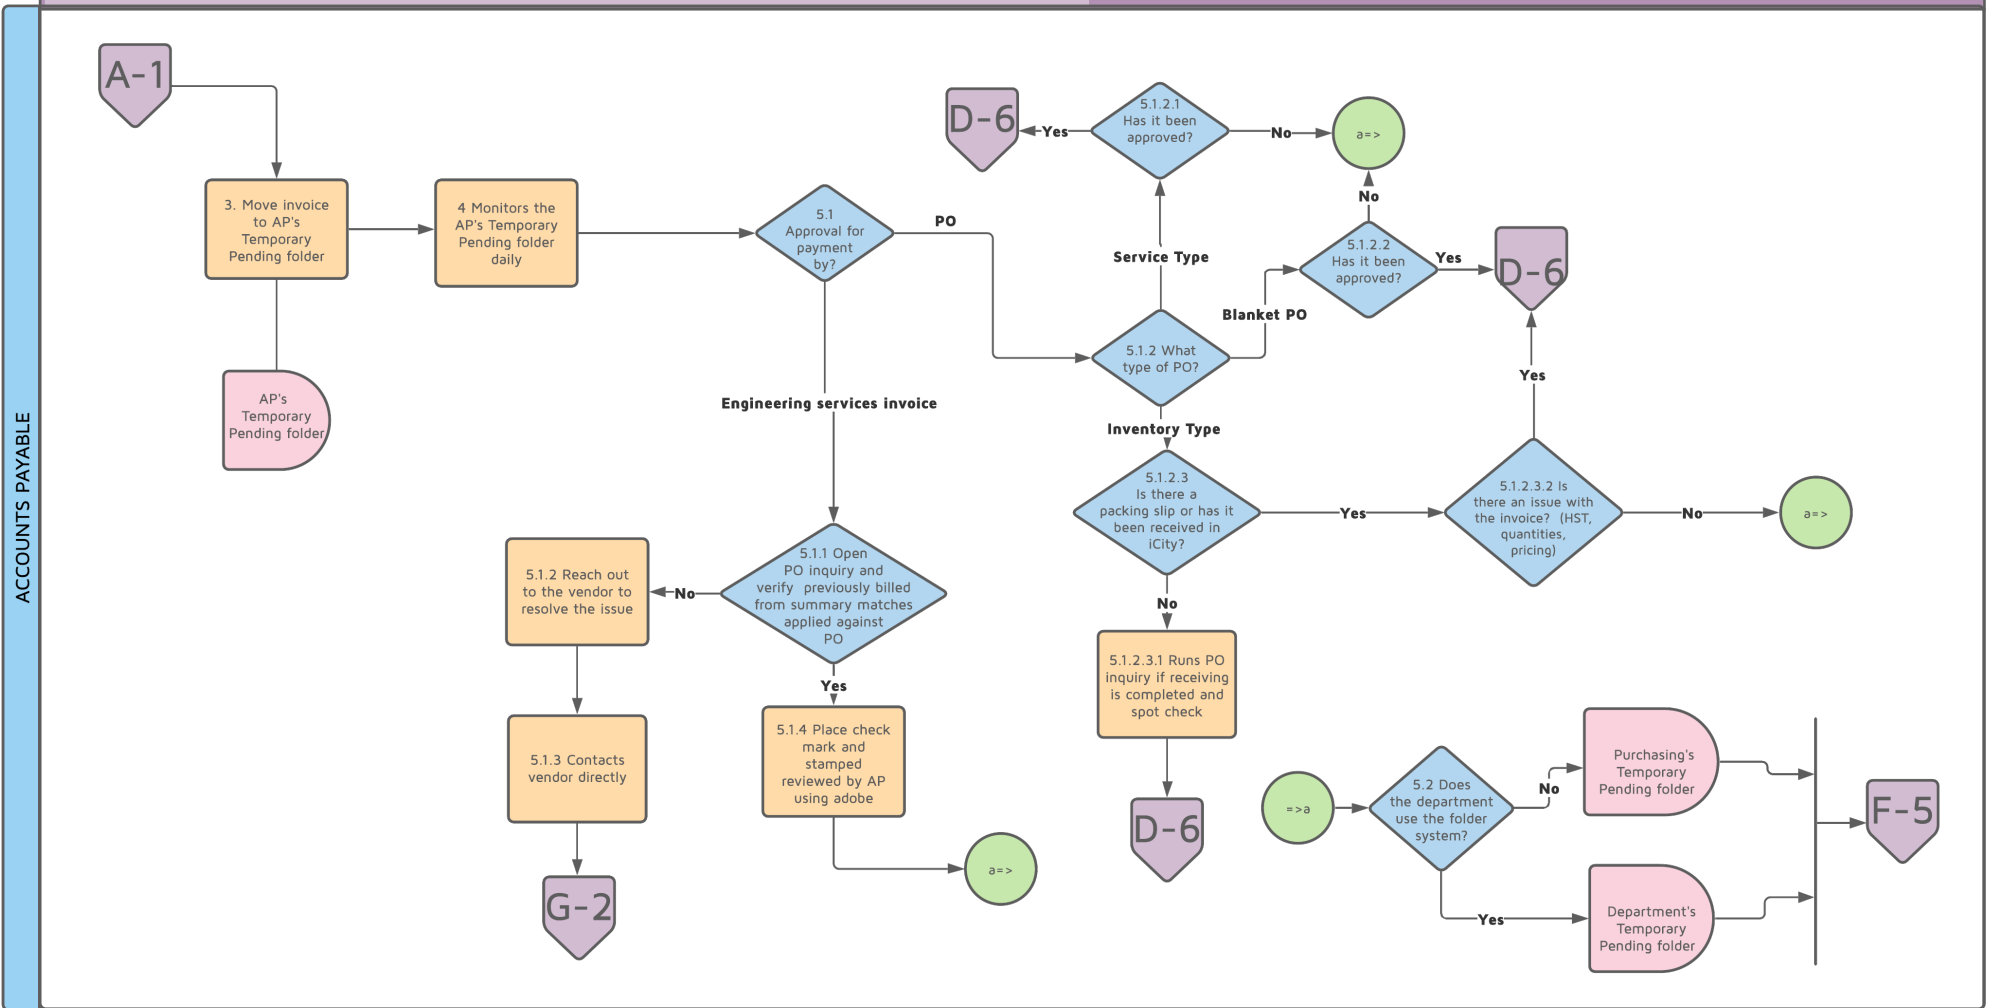 ACCOUNTS PAYABLE
A-1
3. Move invoice
to AP's
Temporary
Pending folder
AP's
Temporary
Pending folder
4 Monitors the
AP's Temporary
Pending folder
daily
5.1
Approval for
payment
by?
PO
Engineering services invoice
5.1.1 Open
PO inquiry and
verify previously billed
from summary matches
applied against
PO
No
5.1.2 Reach out
to the vendor to
resolve the issue
5.1.3 Contacts
vendor directly
G-2
Yes
5.1.4 Place check
mark and
stamped
reviewed by AP
using adobe
a=>
5.1.2 What
type of PO?
Service Type
5.1.2.1
Has it been
approved?
Yes
D-6
No
a=>
Blanket PO
5.1.2.2
Has it been
approved?
No
Yes
D-6
Inventory Type
5.1.2.3
Is there a
packing slip or has it
been received in
iCity?
Yes
5.1.2.3.2 Is
there an issue with
the invoice? (HST,
quantities,
pricing)
Yes
No
a=>
No
5.1.2.3.1 Runs PO
inquiry if receiving
is completed and
spot check
D-6
=>a
5.2 Does
the department
use the folder
system?
No
Purchasing's
Temporary
Pending folder
Yes
Department's
Temporary
Pending folder
F-5